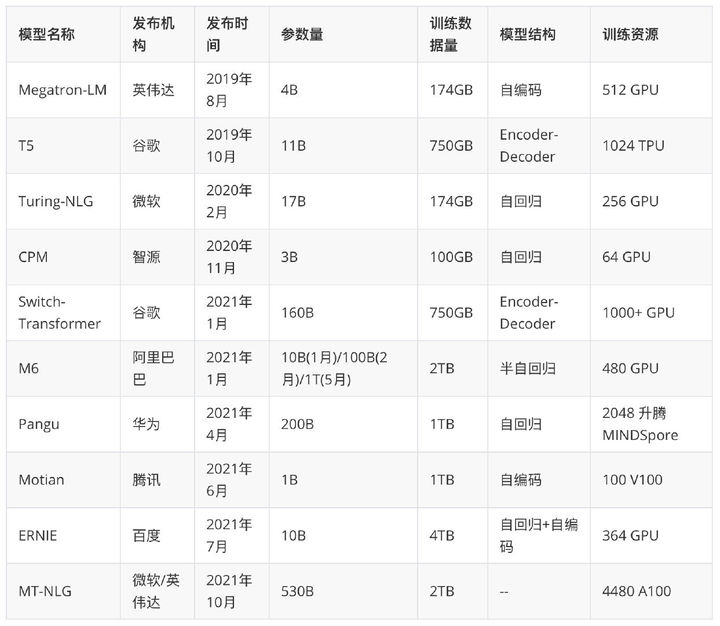 模型名称 发布机构 发布时间 参数量 训练数据量 模型结构 训练资源
Megatron-LM 英伟达 2019年8月 4B 174GB 自编码 512 GPU
T5 谷歌 2019年10月 11B 750GB Encoder-Decoder 1024 TPU
Turing-NLG 微软 2020年2月 17B 174GB 自回归 256 GPU
CPM 智源 2020年11月 3B 100GB 自回归 64 GPU
Switch-Transformer 谷歌 2021年1月 160B 750GB Encoder-Decoder 1000+ GPU
M6 阿里巴巴 2021年1月 10B(1月)/100B(2月)/1T(5月) 2TB 半自回归 480 GPU
Pangu 华为 2021年4月 200B 1TB 自回归 2048 升腾 MINDSpore
Motian 腾讯 2021年6月 1B 1TB 自编码 100 V100
ERNIE 百度 2021年7月 10B 4TB 自回归+自编码 364 GPU
MT-NLG 微软/英伟达 2021年10月 530B 2TB -- 4480 A100